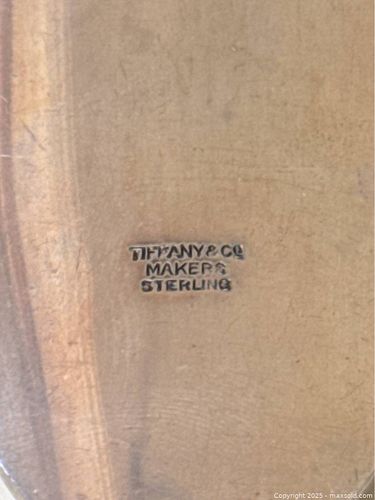 TIFFANY & CO
MAKERS
STERLING
Copyright 2025 - maxsold.com